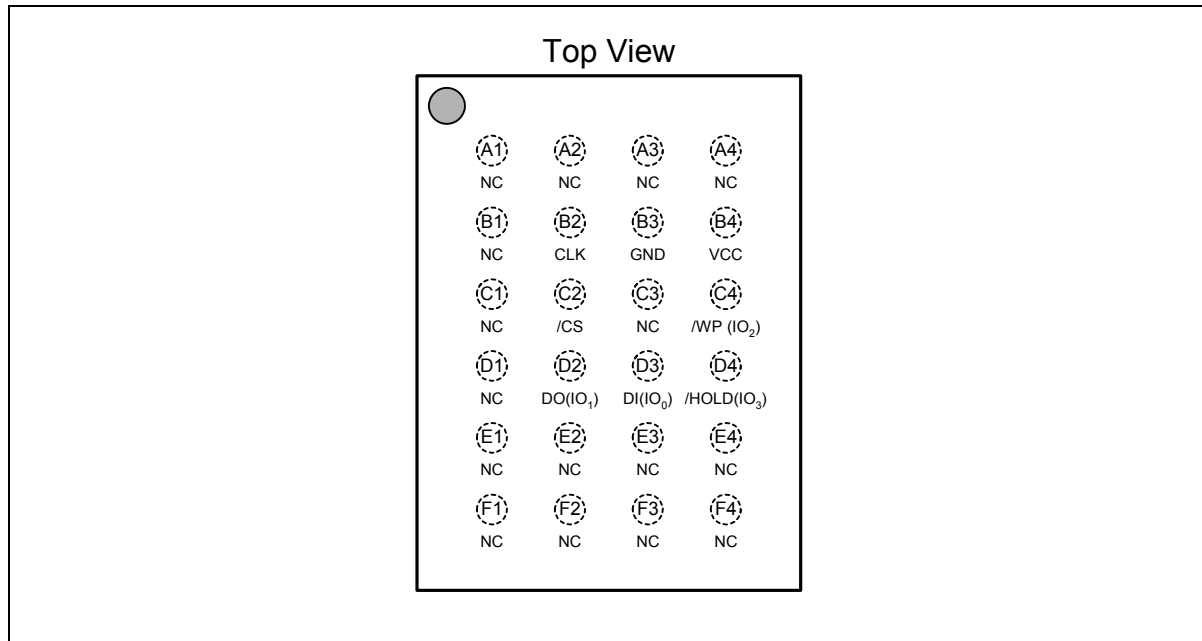 Top View
A1 A2 A3 A4
NC NC NC NC
B1 B2 B3 B4
NC CLK GND VCC
C1 C2 C3 C4
NC /CS NC /WP (IO2)
D1 D2 D3 D4
NC DO(IO1) DI(IO0) /HOLD(IO3)
E1 E2 E3 E4
NC NC NC NC
F1 F2 F3 F4
NC NC NC NC